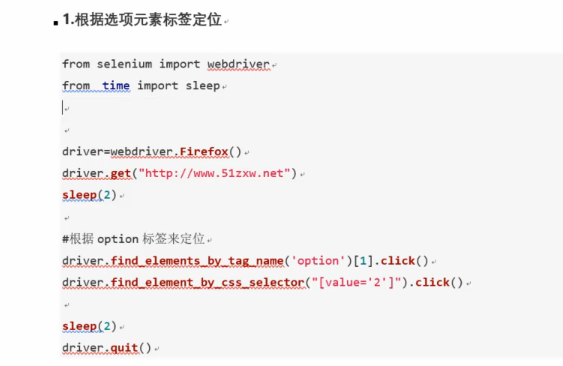 1.根据选项元素标签定位
from selenium import webdriver
from  time import sleep
driver=webdriver.Firefox()
driver.get("http://www.51zxw.net")
sleep(2)
#根据 option 标签来定位
driver.find_elements_by_tag_name('option')[1].click()
driver.find_element_by_css_selector("[value='2']").click()
sleep(2)
driver.quit()